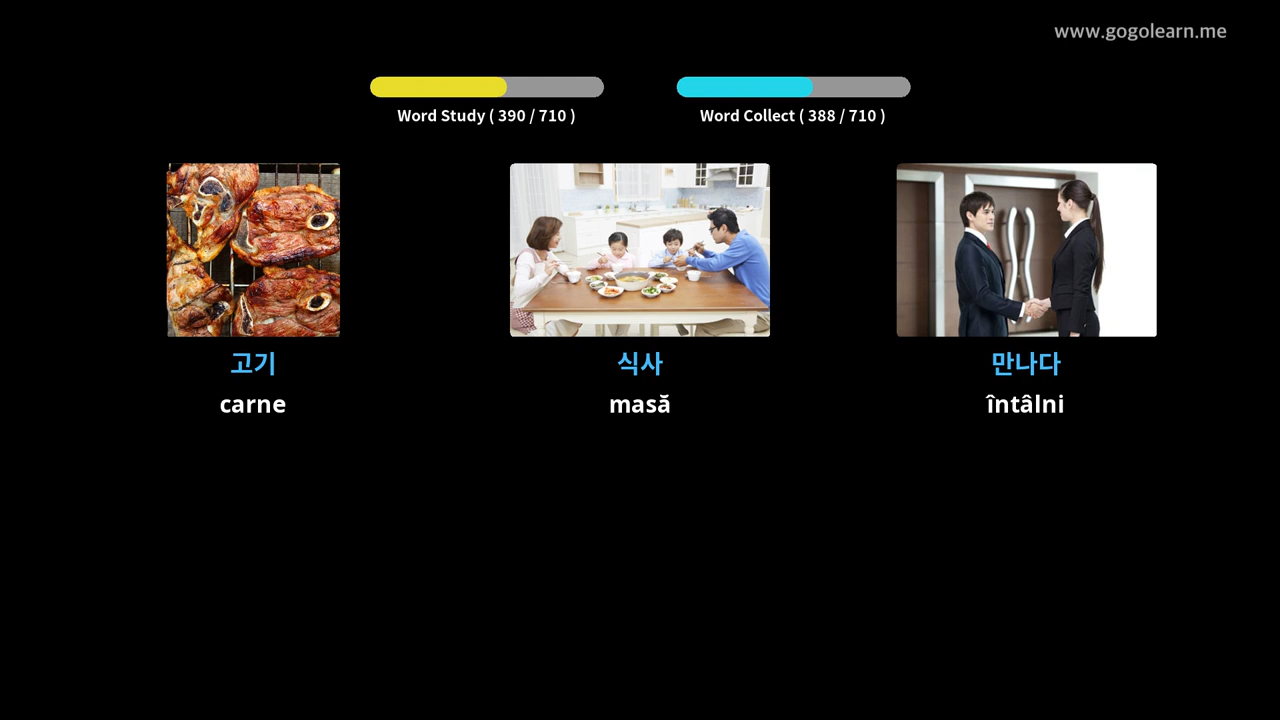 www.gogolearn.me
Word Study ( 390 / 710 )
Word Collect ( 388 / 710 )
고기
식사
만나다
carne
masă
întâlni